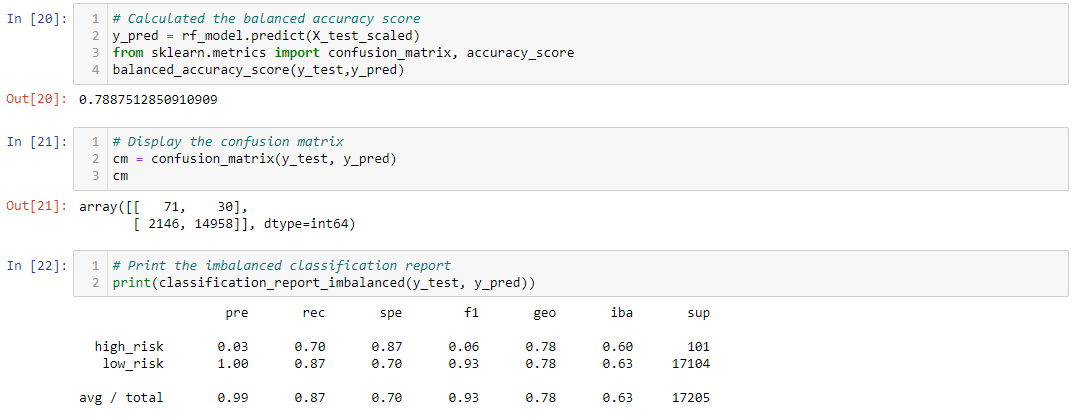 In [20]:
1 # Calculated the balanced accuracy score
2 y_pred = rf_model.predict(X_test_scaled)
3 from sklearn.metrics import confusion_matrix, accuracy_score
4 balanced_accuracy_score(y_test,y_pred)
Out[20]: 0.7887512850910909
In [21]:
1 # Display the confusion matrix
2 cm = confusion_matrix(y_test, y_pred)
3 cm
Out[21]: array([[   71,    30],
       [ 2146, 14958]], dtype=int64)
In [22]:
1 # Print the imbalanced classification report
2 print(classification_report_imbalanced(y_test, y_pred))
pre rec spe f1 geo iba sup
high_risk 0.03 0.70 0.87 0.06 0.78 0.60 101
low_risk 1.00 0.87 0.70 0.93 0.78 0.63 17104
avg / total 0.99 0.87 0.70 0.93 0.78 0.63 17205